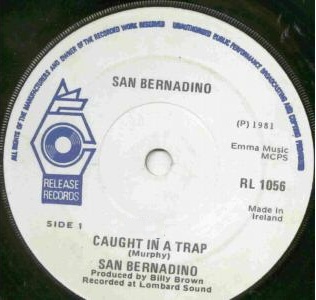 ALL RIGHTS OF THE MANUFACTURERS AND OWNER OF THE RECORDED WORK RESERVED
UNAUTHORISED PUBLIC PERFORMANCE BROADCASTING AND COPYING PROHIBITED
SAN BERNADINO
(P) 1981
Emma Music
MCPS
RL 1056
RELEASE
RECORDS
Made in
Ireland
SIDE 1
CAUGHT IN A TRAP
(Murphy)
SAN BERNADINO
Produced by Billy Brown
Recorded at Lombard Sound